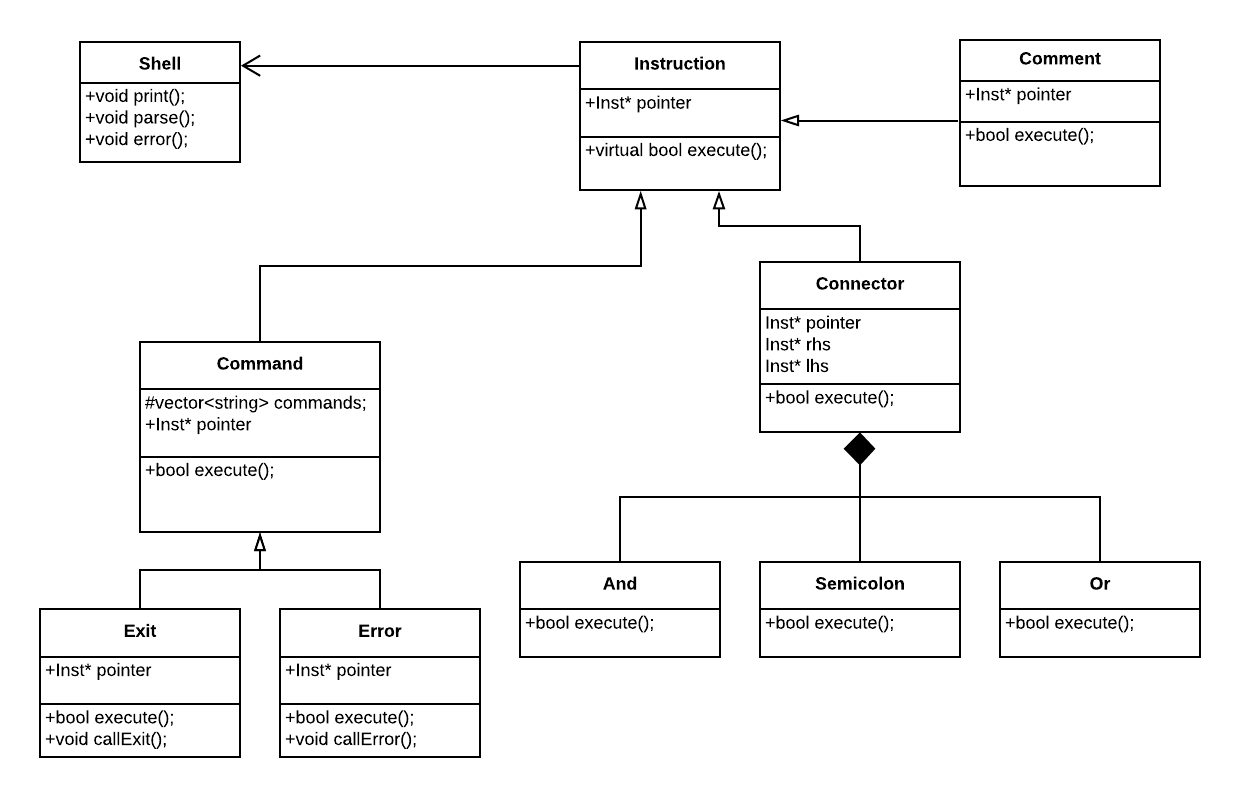 Shell
+void print();
+void parse();
+void error();
Instruction
+Inst* pointer
+virtual bool execute();
Comment
+Inst* pointer
+bool execute();
Command
#vector<string> commands;
+Inst* pointer
+bool execute();
Connector
Inst* pointer
Inst* rhs
Inst* lhs
+bool execute();
Exit
+Inst* pointer
+bool execute();
+void callExit();
Error
+Inst* pointer
+bool execute();
+void callError();
And
+bool execute();
Semicolon
+bool execute();
Or
+bool execute();